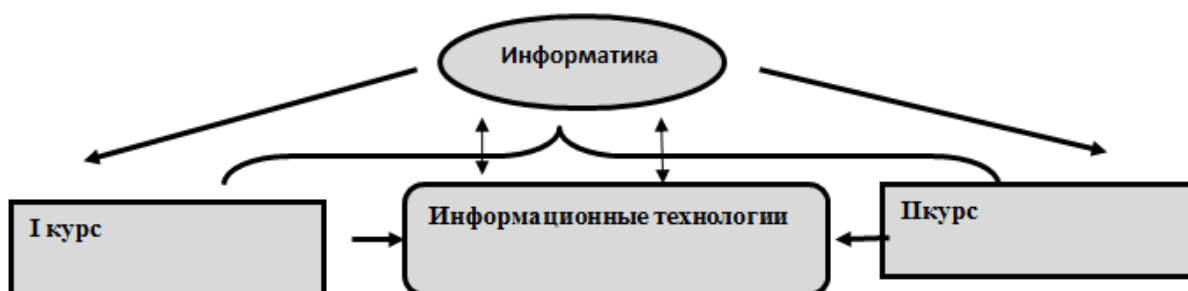 Информатика
I курс
Информационные технологии
IIкурс